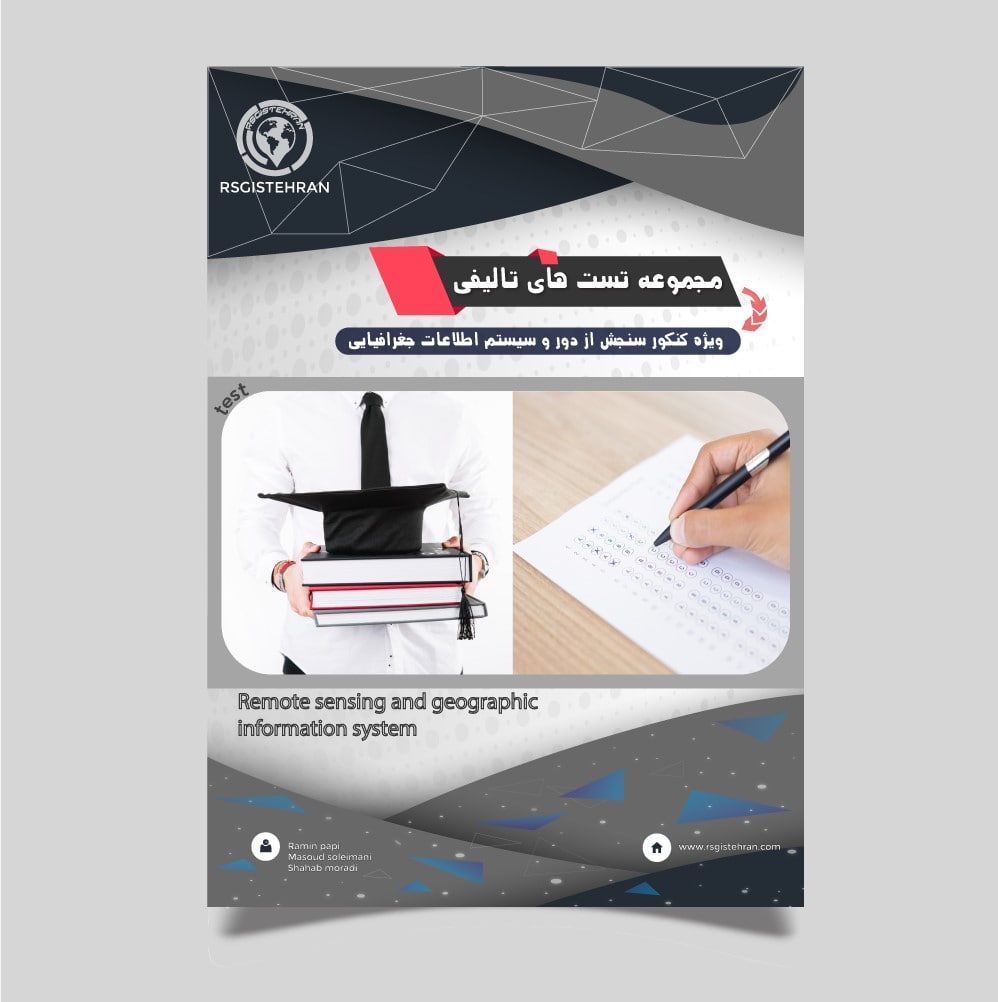 RSGISTEHRAN
RSGISTEHRAN
مجموعه تست های تالیفی
ویژه کنکور سنجش از دور و سیستم اطلاعات جغرافیایی
test
Remote sensing and geographic
information system
Ramin papi
Masoud soleimani
Shahab moradi
www.rsgistehran.com